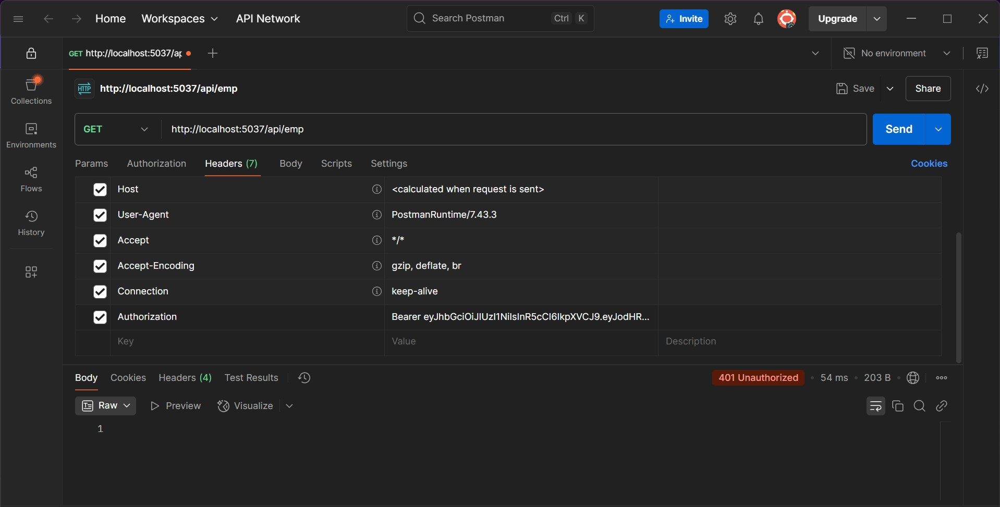 Home Workspaces API Network Search Postman Ctrl K Invite Upgrade
GET http://localhost:5037/ap No environment
Collections
Environments
Flows
History
HTTP http://localhost:5037/api/emp Save Share </>
GET http://localhost:5037/api/emp Send
Params Authorization Headers (7) Body Scripts Settings Cookies
Host <calculated when request is sent>
User-Agent PostmanRuntime/7.43.3
Accept */*
Accept-Encoding gzip, deflate, br
Connection keep-alive
Authorization Bearer eyJhbGciOiJIUzI1NiIsInR5cCI6IkpXVCJ9.eyJodHR...
Key Value Description
Body Cookies Headers (4) Test Results 401 Unauthorized • 54 ms • 203 B •
Raw Preview Visualize
1